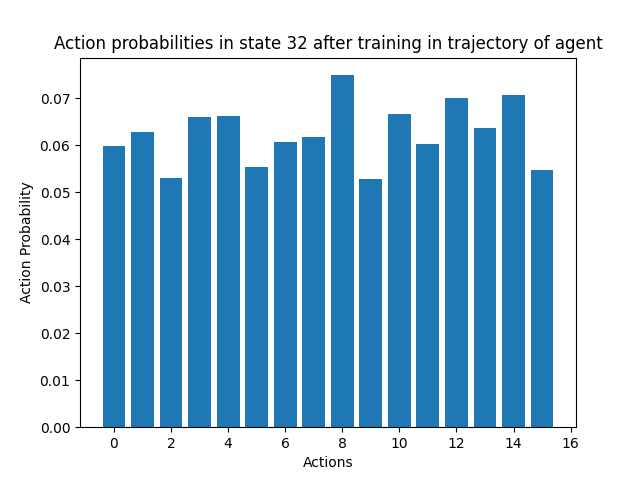 Action probabilities in state 32 after training in trajectory of agent
0.07
0.06
0.05
0.04
0.03
0.02
0.01
0.00
Action Probability
0 2 4 6 8 10 12 14 16
Actions